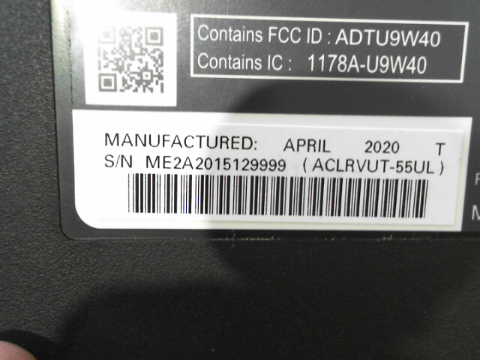 Contains FCC ID : ADTU9W40
Contains IC : 1178A-U9W40
MANUFACTURED: APRIL 2020 T
S/N ME2A2015129999 (ACLRVUT-55UL)